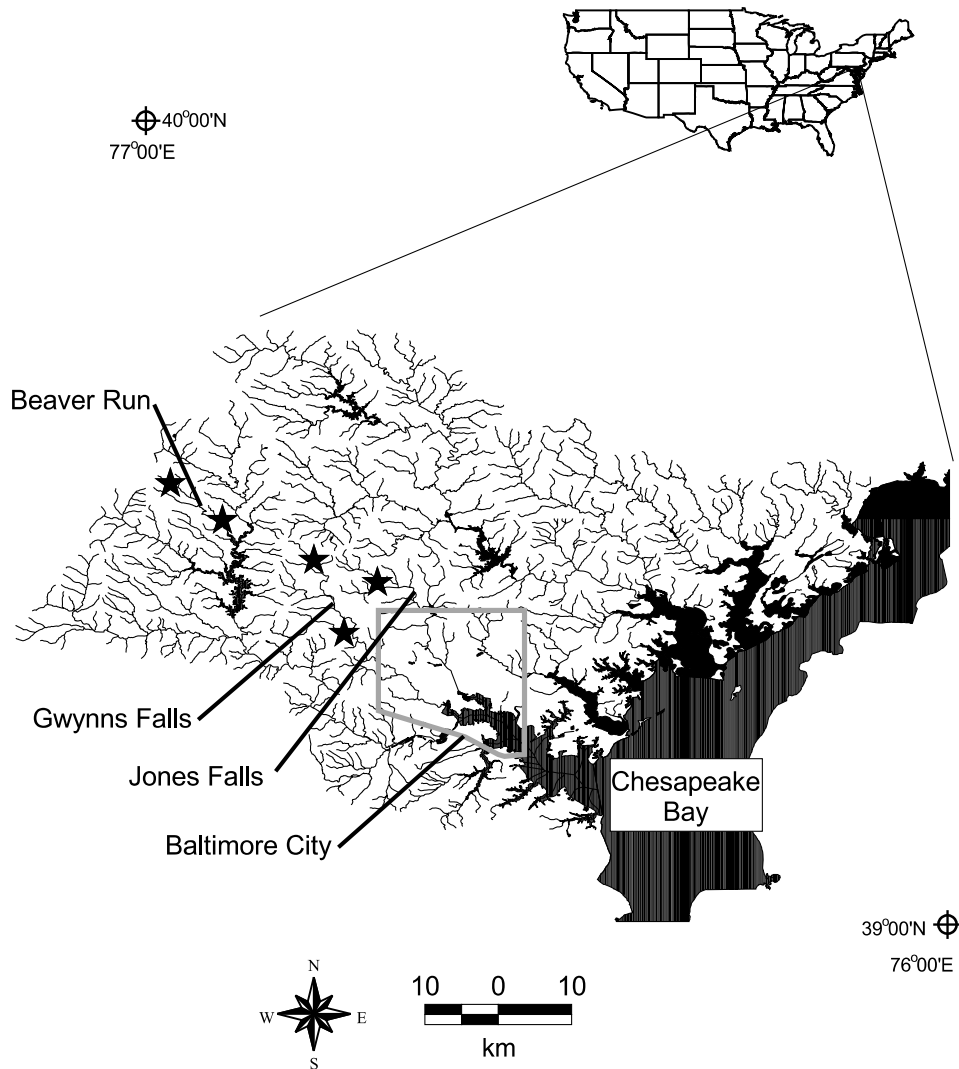 40°00'N
77°00'E
Beaver Run
Gwynns Falls
Jones Falls
Baltimore City
Chesapeake
Bay
39°00'N
76°00'E
N
W E
S
10 0 10
km